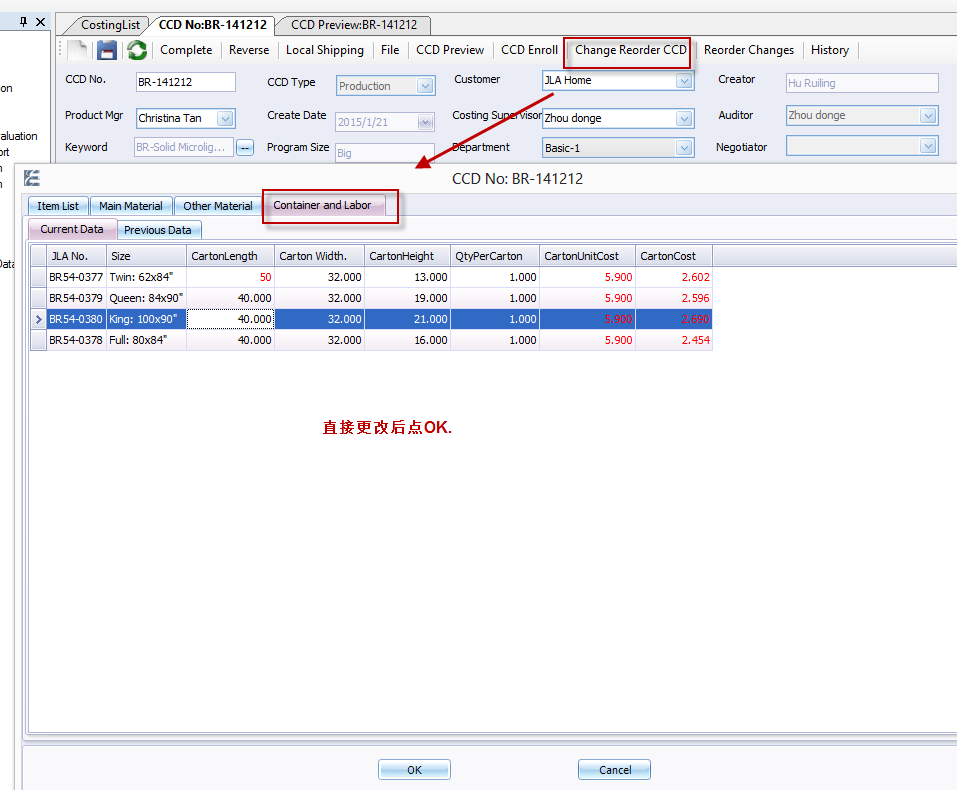 CostingList CCD No:BR-141212 CCD Preview:BR-141212
Complete Reverse Local Shipping File CCD Preview CCD Enroll Change Reorder CCD Reorder Changes History
CCD No. BR-141212 CCD Type Production Customer JLA Home Creator Hu Ruiling
Product Mgr Christina Tan Create Date 2015/1/21 Costing Supervisor Zhou donge Auditor Zhou donge
Keyword BR-Solid Microlig... Program Size Big Department Basic-1 Negotiator
CCD No: BR-141212
Item List Main Material Other Material Container and Labor
Current Data Previous Data
JLA No. Size CartonLength Carton Width. CartonHeight QtyPerCarton CartonUnitCost CartonCost
BR54-0377 Twin: 62x84" 50 32.000 13.000 1.000 5.900 2.602
BR54-0379 Queen: 84x90" 40.000 32.000 19.000 1.000 5.900 2.596
BR54-0380 King: 100x90" 40.000 32.000 21.000 1.000 5.900 2.690
BR54-0378 Full: 80x84" 40.000 32.000 16.000 1.000 5.900 2.454
直接更改后点OK.
OK Cancel